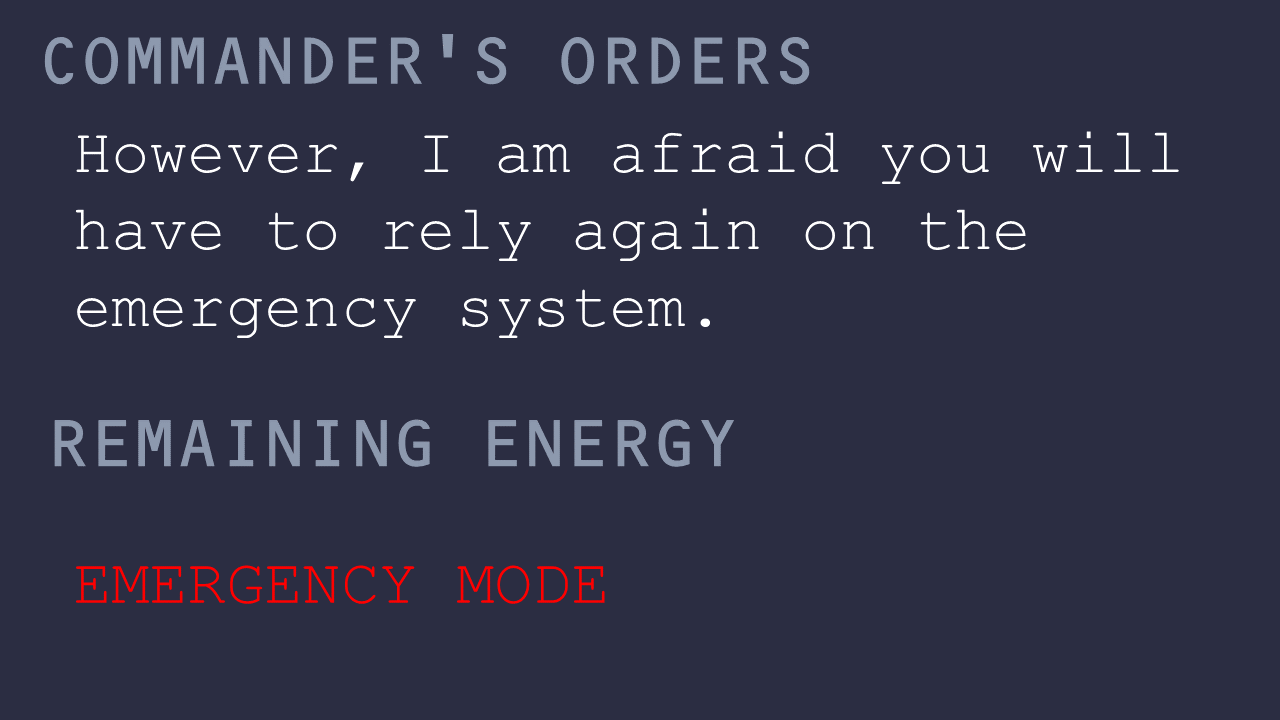 COMMANDER'S ORDERS
However, I am afraid you will
have to rely again on the
emergency system.
REMAINING ENERGY
EMERGENCY MODE